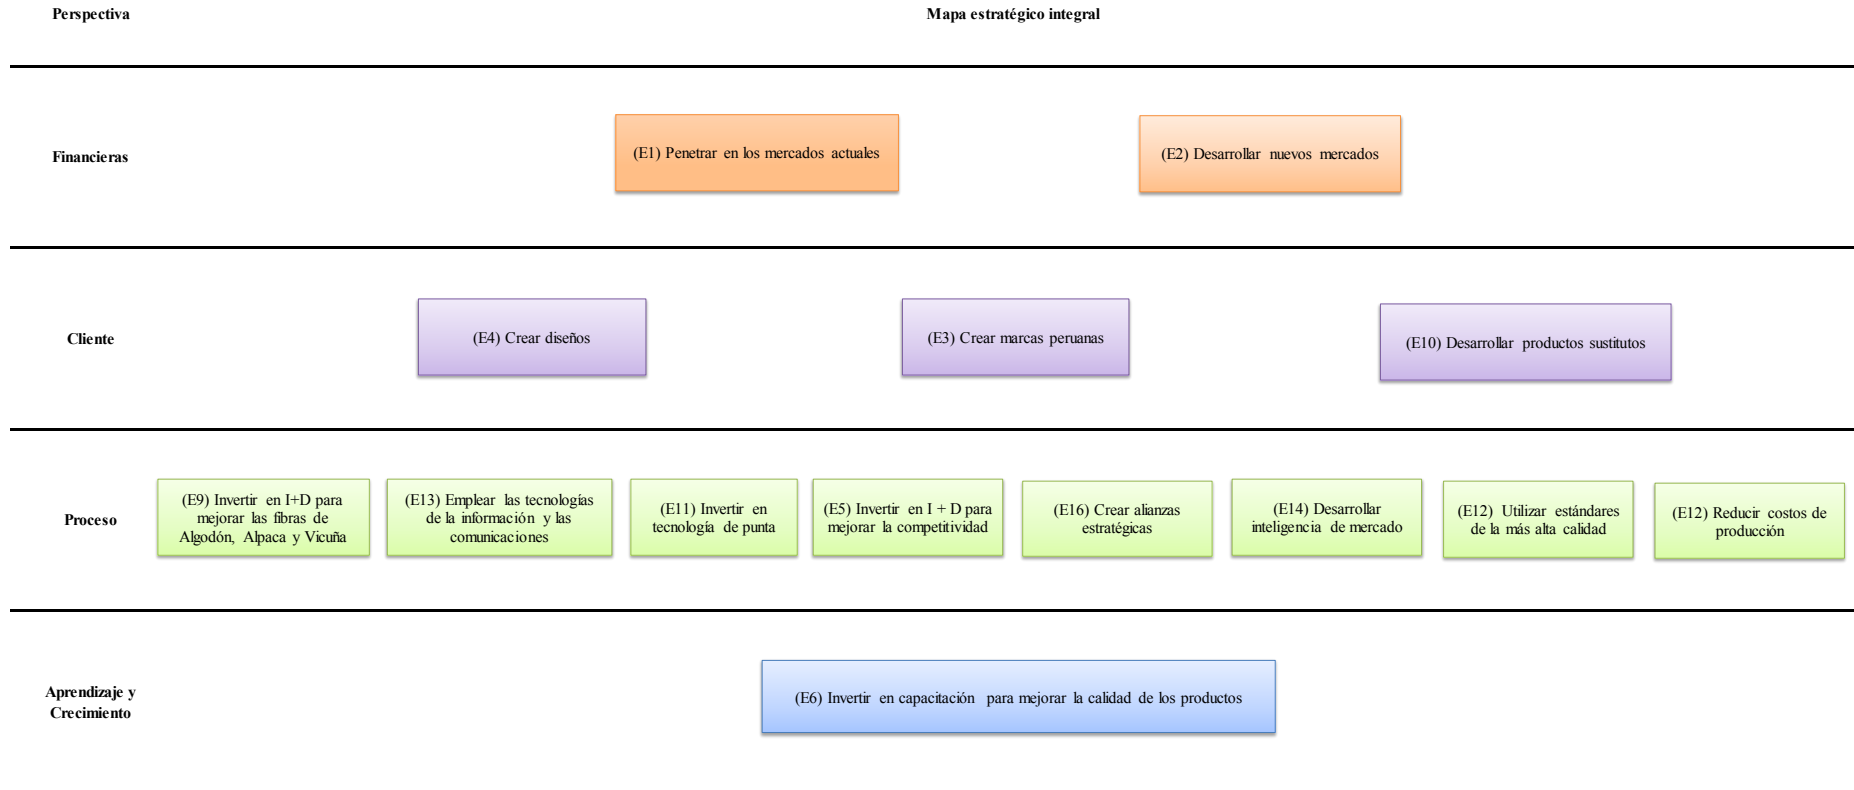 Perspectiva
Mapa estratégico integral
Financieras
(E1) Penetrar en los mercados actuales
(E2) Desarrollar nuevos mercados
Cliente
(E4) Crear diseños
(E3) Crear marcas peruanas
(E10) Desarrollar productos sustitutos
Proceso
(E9) Invertir en I+D para
mejorar las fibras de
Algodón, Alpaca y Vicuña
(E13) Emplear las tecnologías
de la información y las
comunicaciones
(E11) Invertir en
tecnología de punta
(E5) Invertir en I + D para
mejorar la competitividad
(E16) Crear alianzas
estratégicas
(E14) Desarrollar
inteligencia de mercado
(E12) Utilizar estándares
de la más alta calidad
(E12) Reducir costos de
producción
Aprendizaje y
Crecimiento
(E6) Invertir en capacitación para mejorar la calidad de los productos